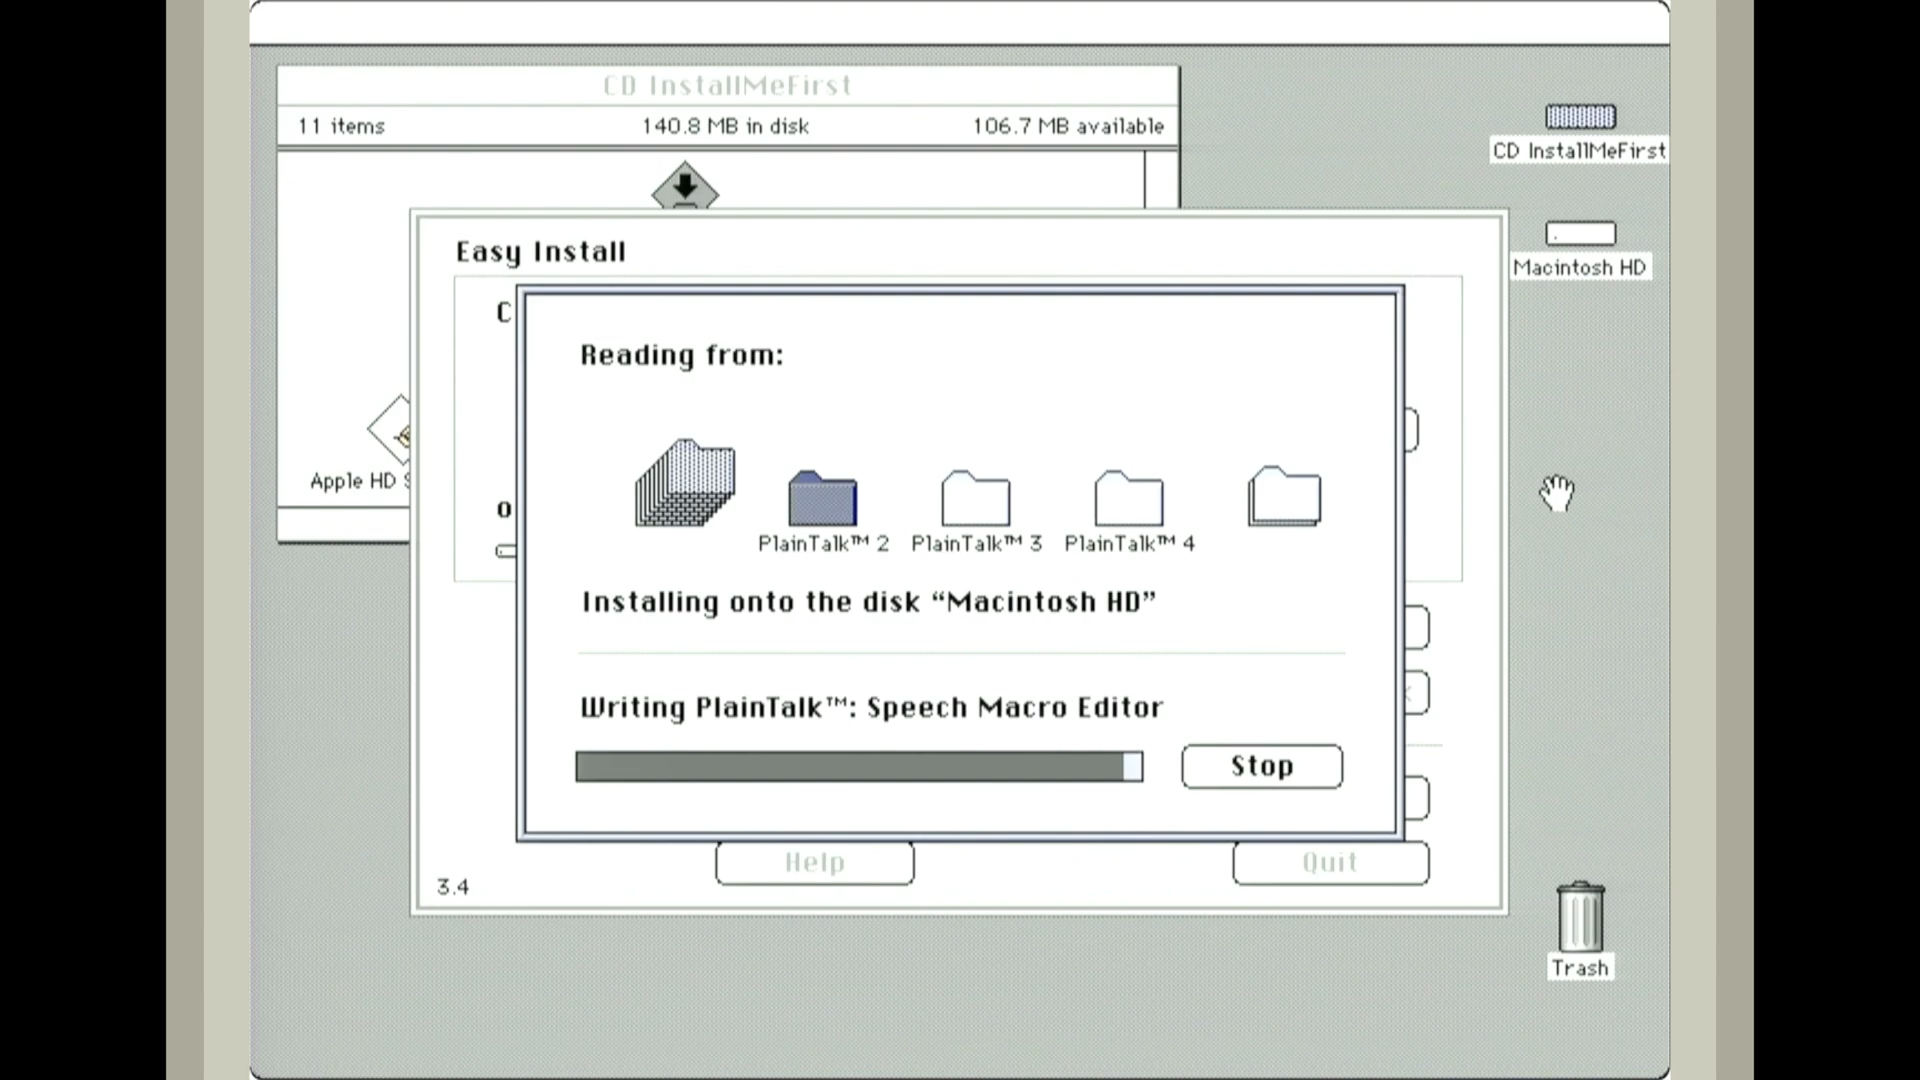 CD InstallMeFirst
11 items 140.8 MB in disk 106.7 MB available
CD InstallMeFirst
Macintosh HD
Easy Install
C
Reading from:
Apple HD S
o
PlainTalk™ 2 PlainTalk™ 3 PlainTalk™ 4
Installing onto the disk “Macintosh HD”
Writing PlainTalk™: Speech Macro Editor
Stop
Help Quit
3.4
Trash